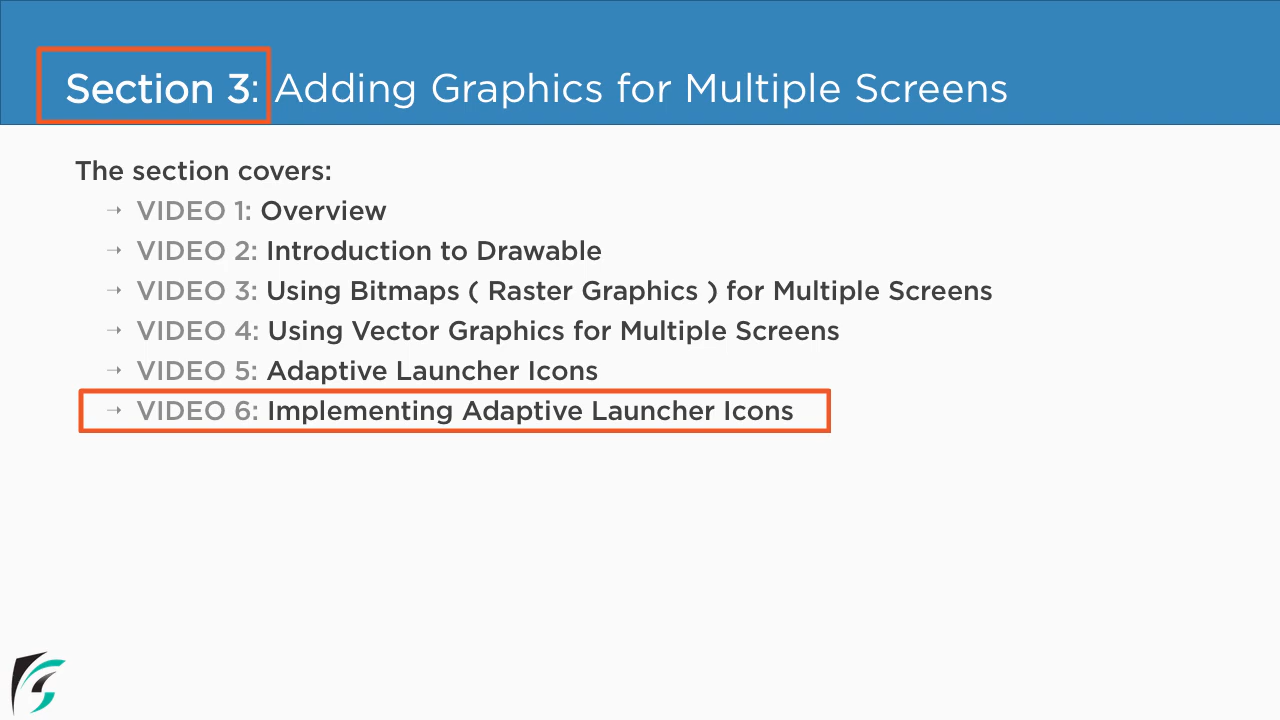 Section 3: Adding Graphics for Multiple Screens
The section covers:
→ VIDEO 1: Overview
→ VIDEO 2: Introduction to Drawable
→ VIDEO 3: Using Bitmaps ( Raster Graphics ) for Multiple Screens
→ VIDEO 4: Using Vector Graphics for Multiple Screens
→ VIDEO 5: Adaptive Launcher Icons
→ VIDEO 6: Implementing Adaptive Launcher Icons